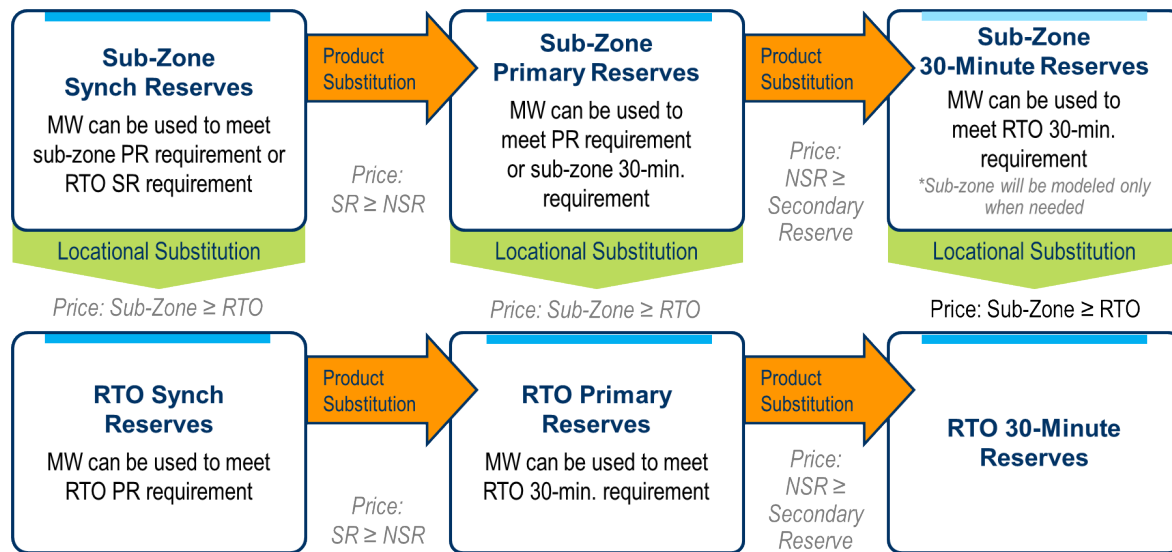 Sub-Zone
Synch Reserves
MW can be used to meet
sub-zone PR requirement or
RTO SR requirement
Product
Substitution
Price:
SR ≥ NSR
Sub-Zone
Primary Reserves
MW can be used to
meet PR requirement
or sub-zone 30-min.
requirement
Product
Substitution
Price:
NSR ≥
Secondary
Reserve
Sub-Zone
30-Minute Reserves
MW can be used to
meet RTO 30-min.
requirement
*Sub-zone will be modeled only
when needed
Locational Substitution
Locational Substitution
Locational Substitution
Price: Sub-Zone ≥ RTO
Price: Sub-Zone ≥ RTO
Price: Sub-Zone ≥ RTO
RTO Synch
Reserves
MW can be used to meet
RTO PR requirement
Product
Substitution
Price:
SR ≥ NSR
RTO Primary
Reserves
MW can be used to meet
RTO 30-min. requirement
Product
Substitution
Price:
NSR ≥
Secondary
Reserve
RTO 30-Minute
Reserves